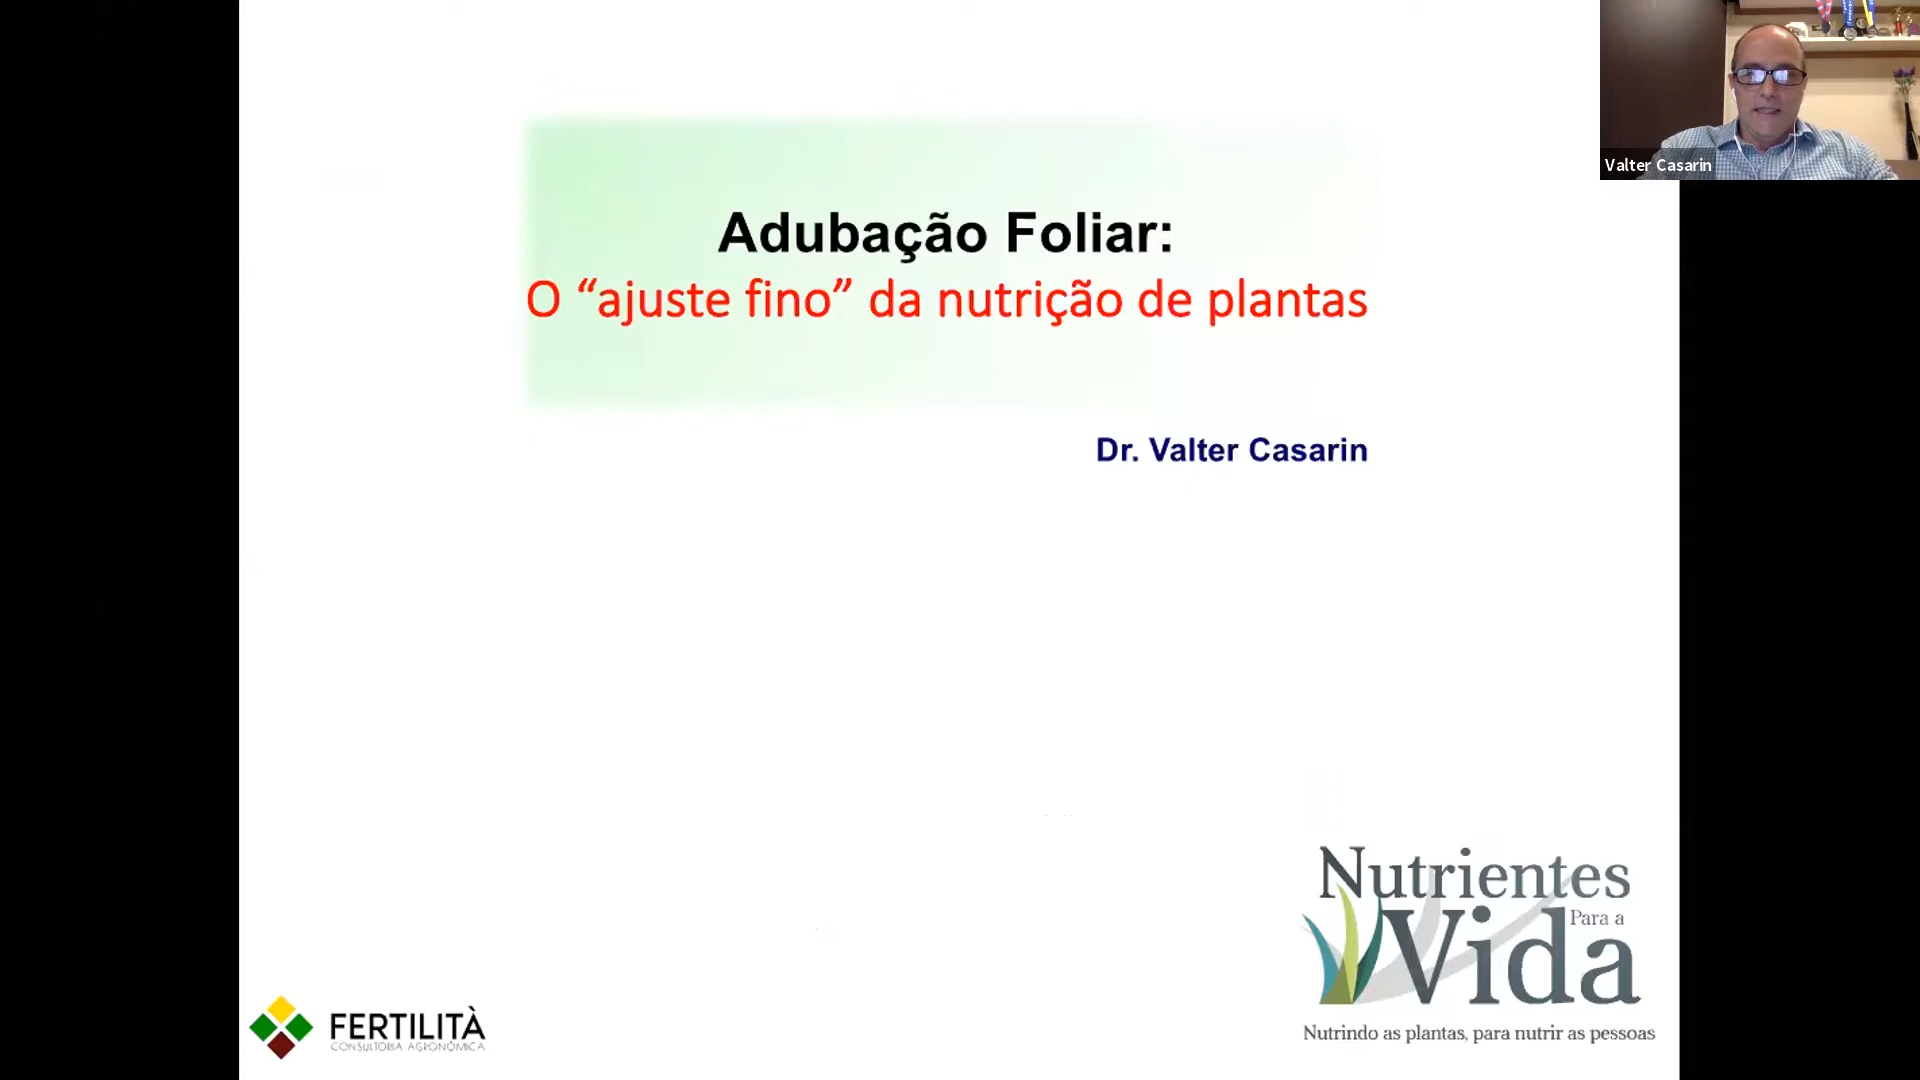 Valter Casarin
Adubação Foliar:
O “ajuste fino” da nutrição de plantas
Dr. Valter Casarin
Nutrientes
Para a
Vida
Nutrindo as plantas, para nutrir as pessoas
FERTILITÀ
CONSULTORIA AGRONÔMICA